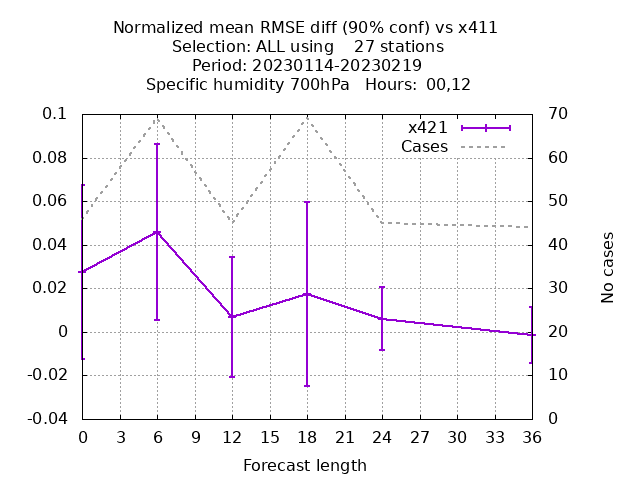 Normalized mean RMSE diff (90% conf) vs x411
Selection: ALL using    27 stations
Period: 20230114-20230219
Specific humidity 700hPa   Hours: 00,12
0.1
0.08
0.06
0.04
0.02
0
-0.02
-0.04
x421
Cases
70
60
50
40
30
20
10
0
No cases
0 3 6 9 12 15 18 21 24 27 30 33 36
Forecast length